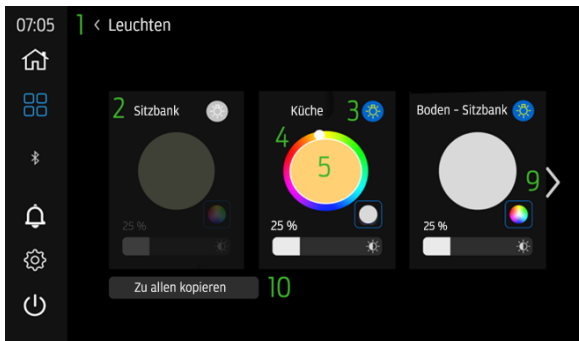 07:05 1 < Leuchten
2 Sitzbank
Küche 3
Boden - Sitzbank
4
5
9
25 %
25 %
25 %
Zu allen kopieren 10